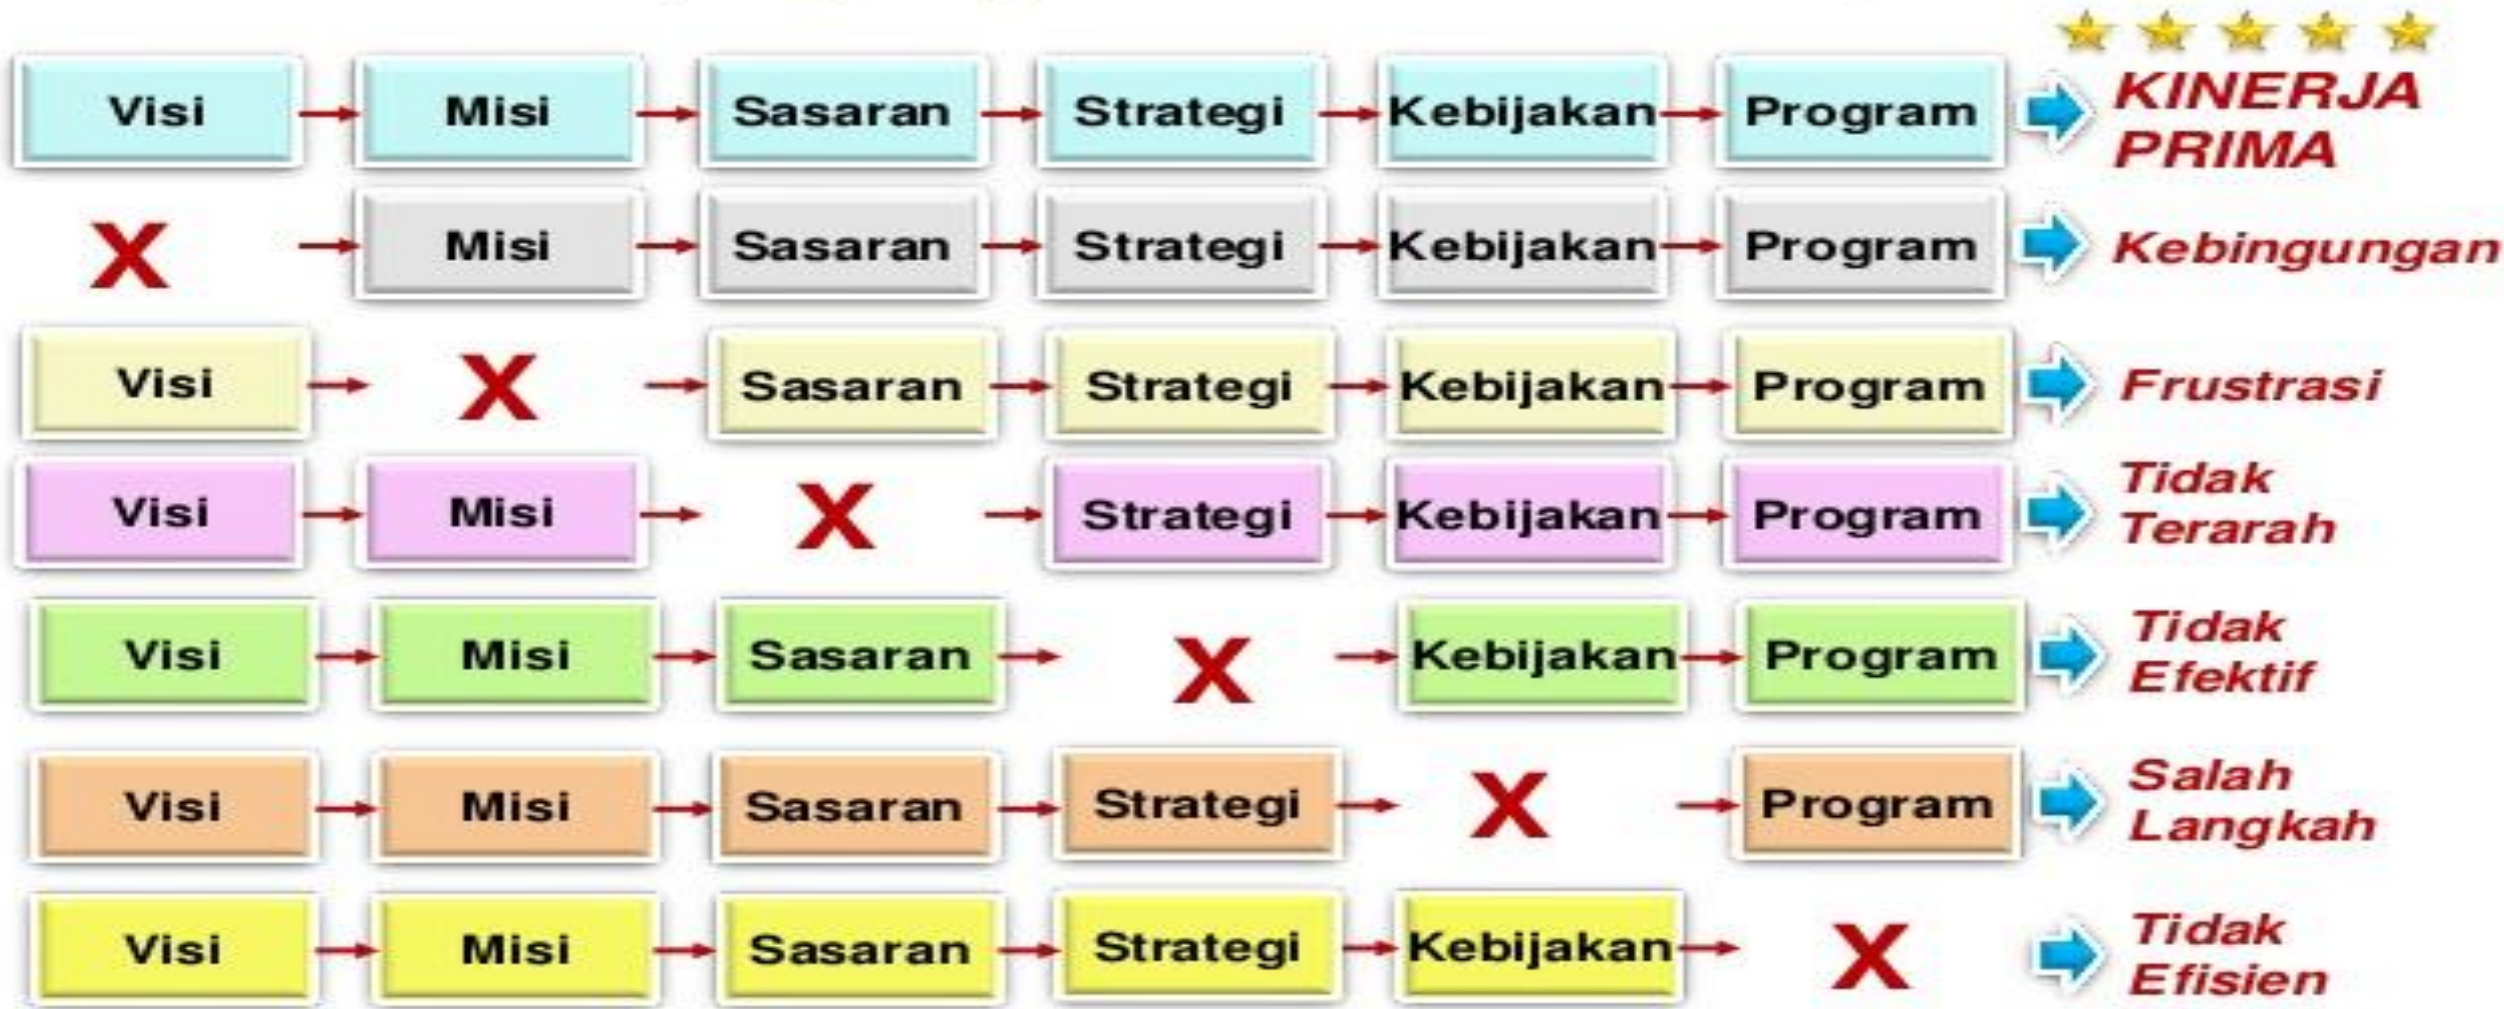 Visi Misi Sasaran Strategi Kebijakan Program KINERJA
PRIMA
X Misi Sasaran Strategi Kebijakan Program Kebingungan
Visi X Sasaran Strategi Kebijakan Program Frustrasi
Visi Misi X Strategi Kebijakan Program Tidak
Terarah
Visi Misi Sasaran X Kebijakan Program Tidak
Efektif
Visi Misi Sasaran Strategi X Program Salah
Langkah
Visi Misi Sasaran Strategi Kebijakan X Tidak
Efisien